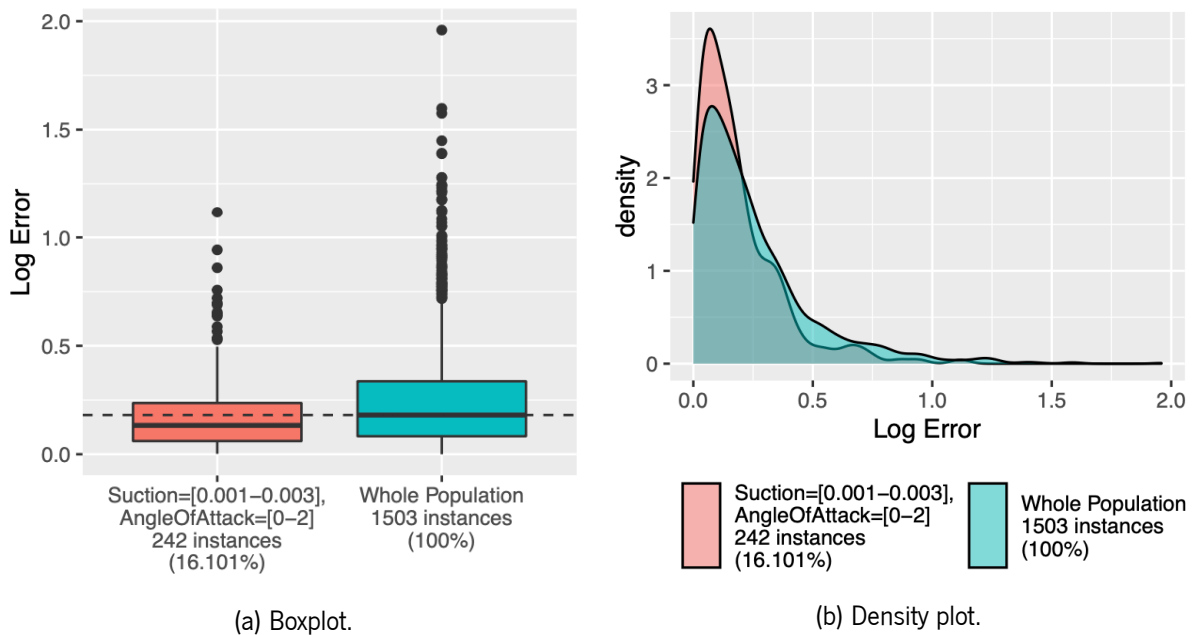 2.0
1.5
1.0
0.5
0.0
Log Error
Suction=[0.001−0.003],
AngleOfAttack=[0−2]
242 instances
(16.101%)
Whole Population
1503 instances
(100%)
(a) Boxplot.
3
2
1
0
density
0.0 0.5 1.0 1.5 2.0
Log Error
Suction=[0.001−0.003],
AngleOfAttack=[0−2]
242 instances
(16.101%)
Whole Population
1503 instances
(100%)
(b) Density plot.